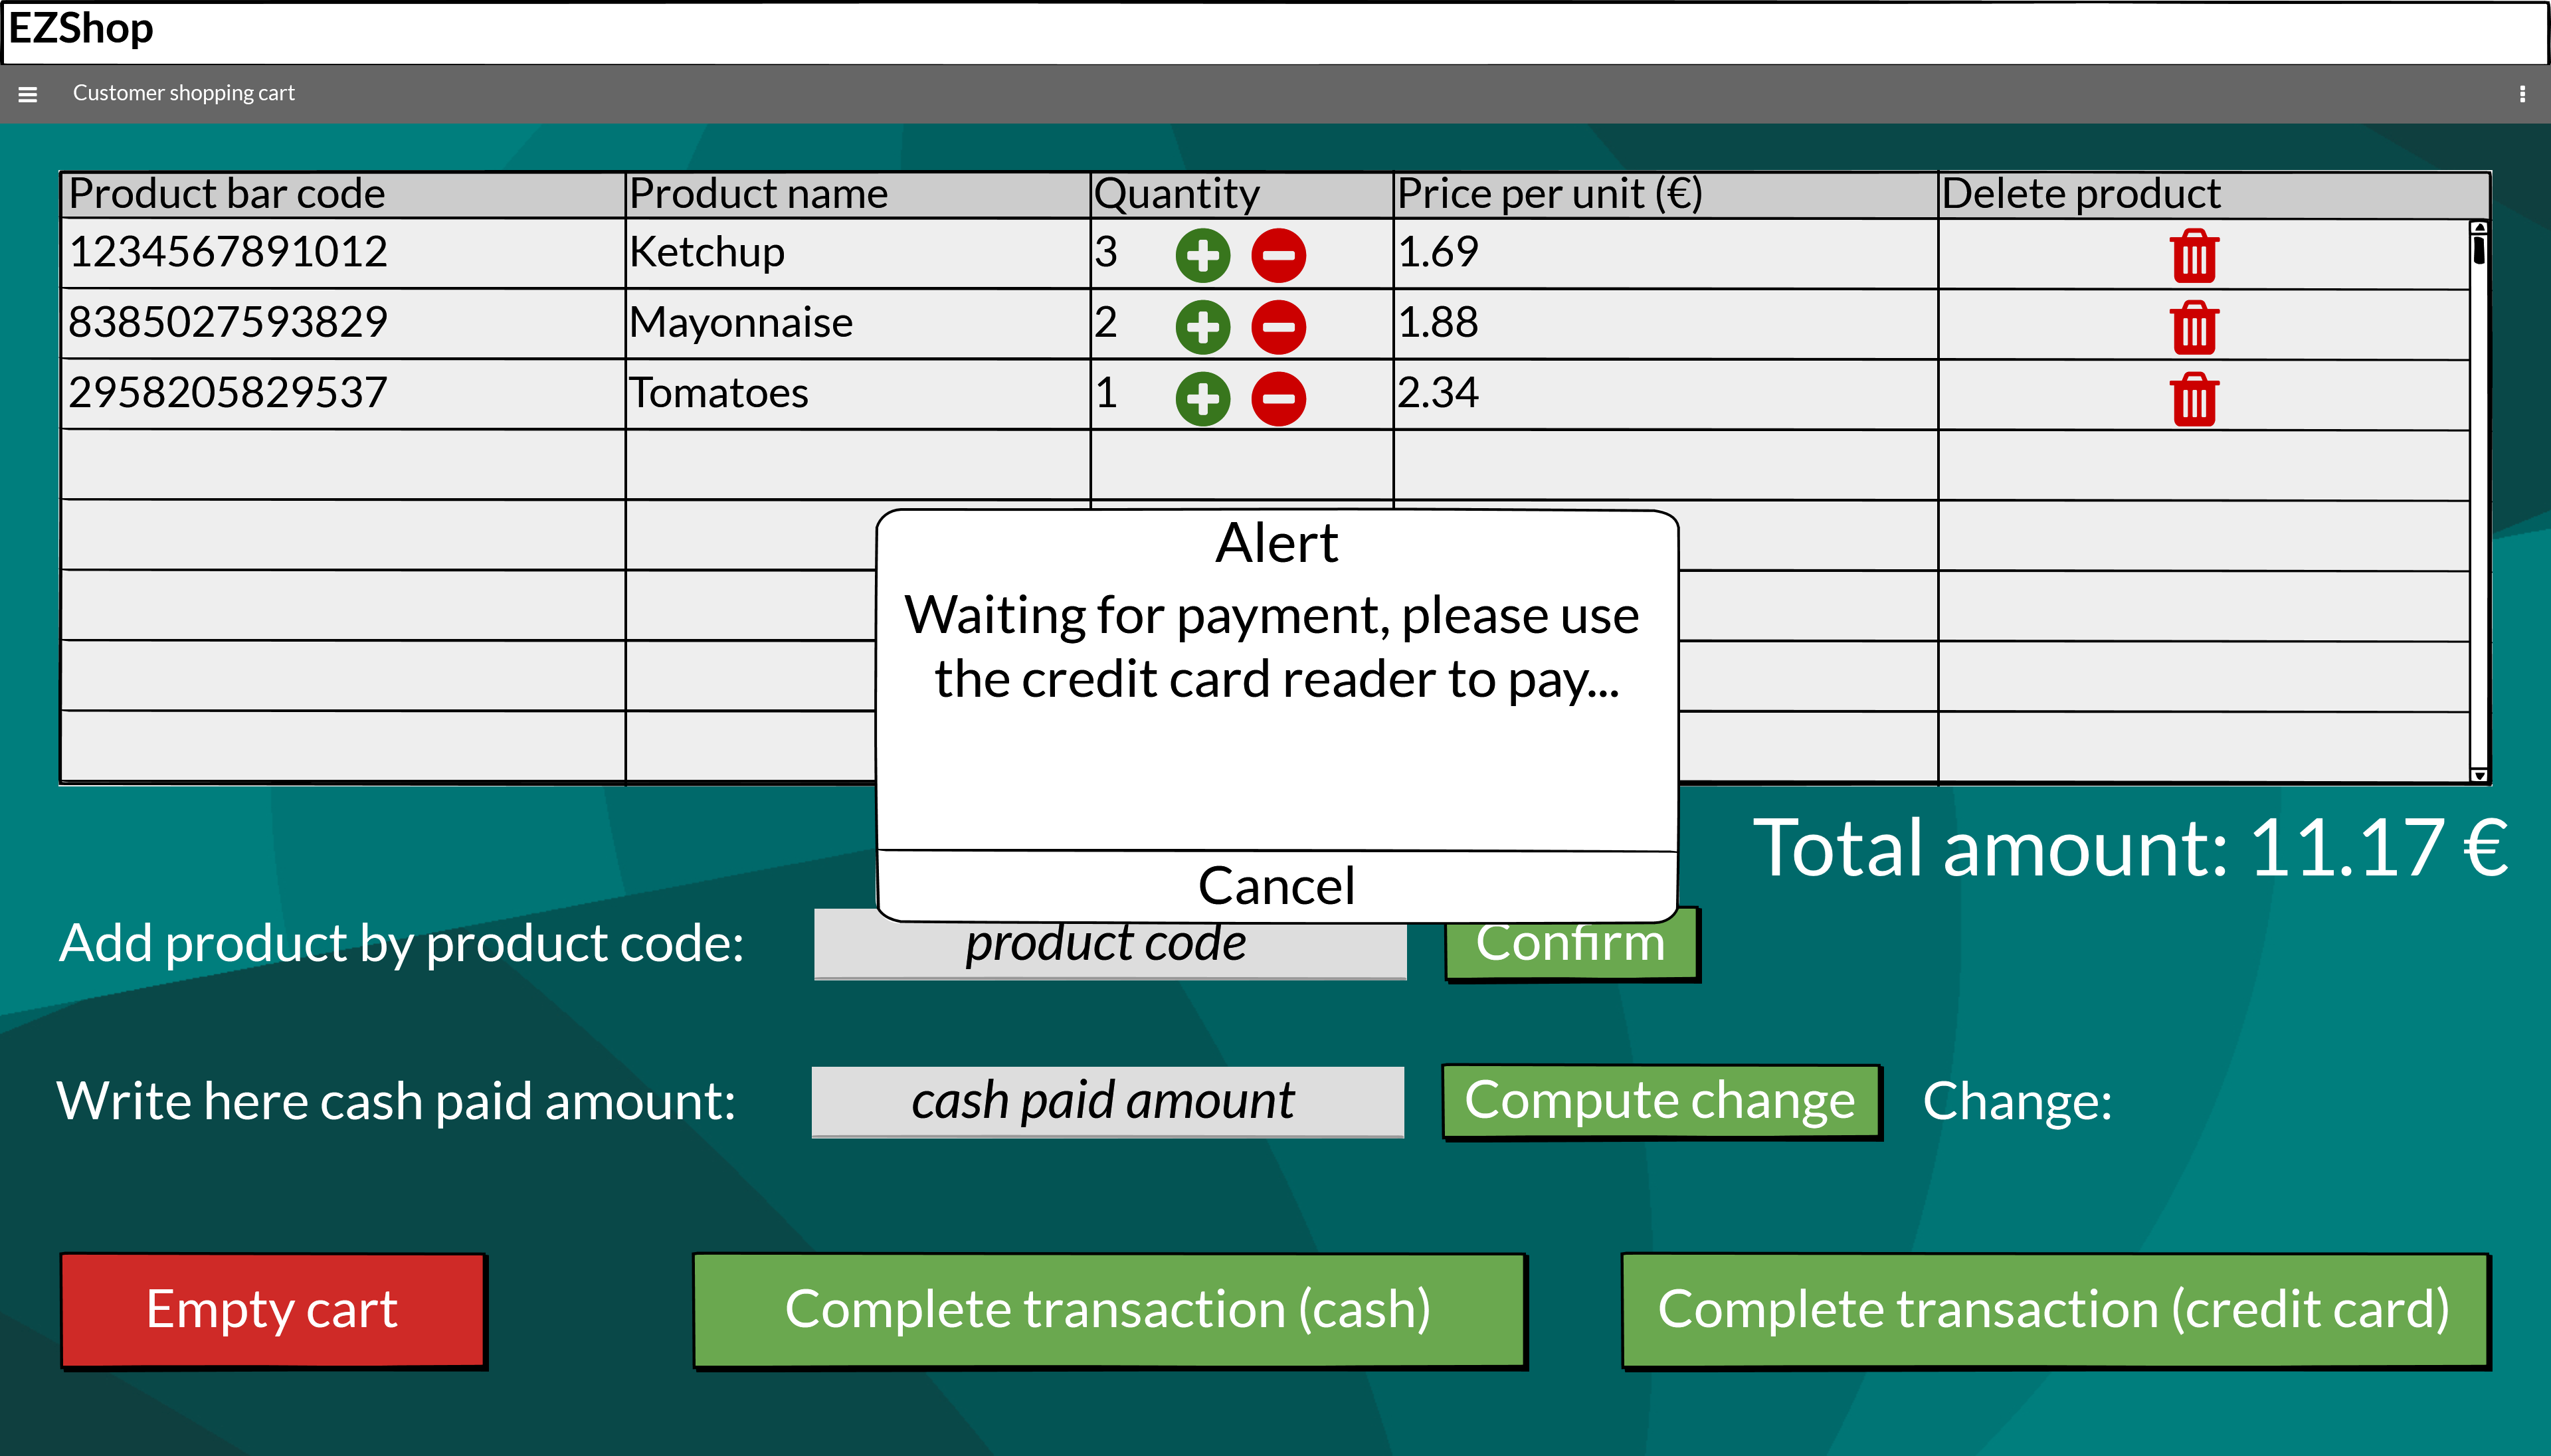 EZShop
Customer shopping cart
Product bar code Product name Quantity Price per unit (€) Delete product
1234567891012 Ketchup 3 1.69
8385027593829 Mayonnaise 2 1.88
2958205829537 Tomatoes 1 2.34
Alert
Waiting for payment, please use
the credit card reader to pay...
Cancel
Total amount: 11.17 €
Add product by product code: product code Confirm
Write here cash paid amount: cash paid amount Compute change Change:
Empty cart Complete transaction (cash) Complete transaction (credit card)